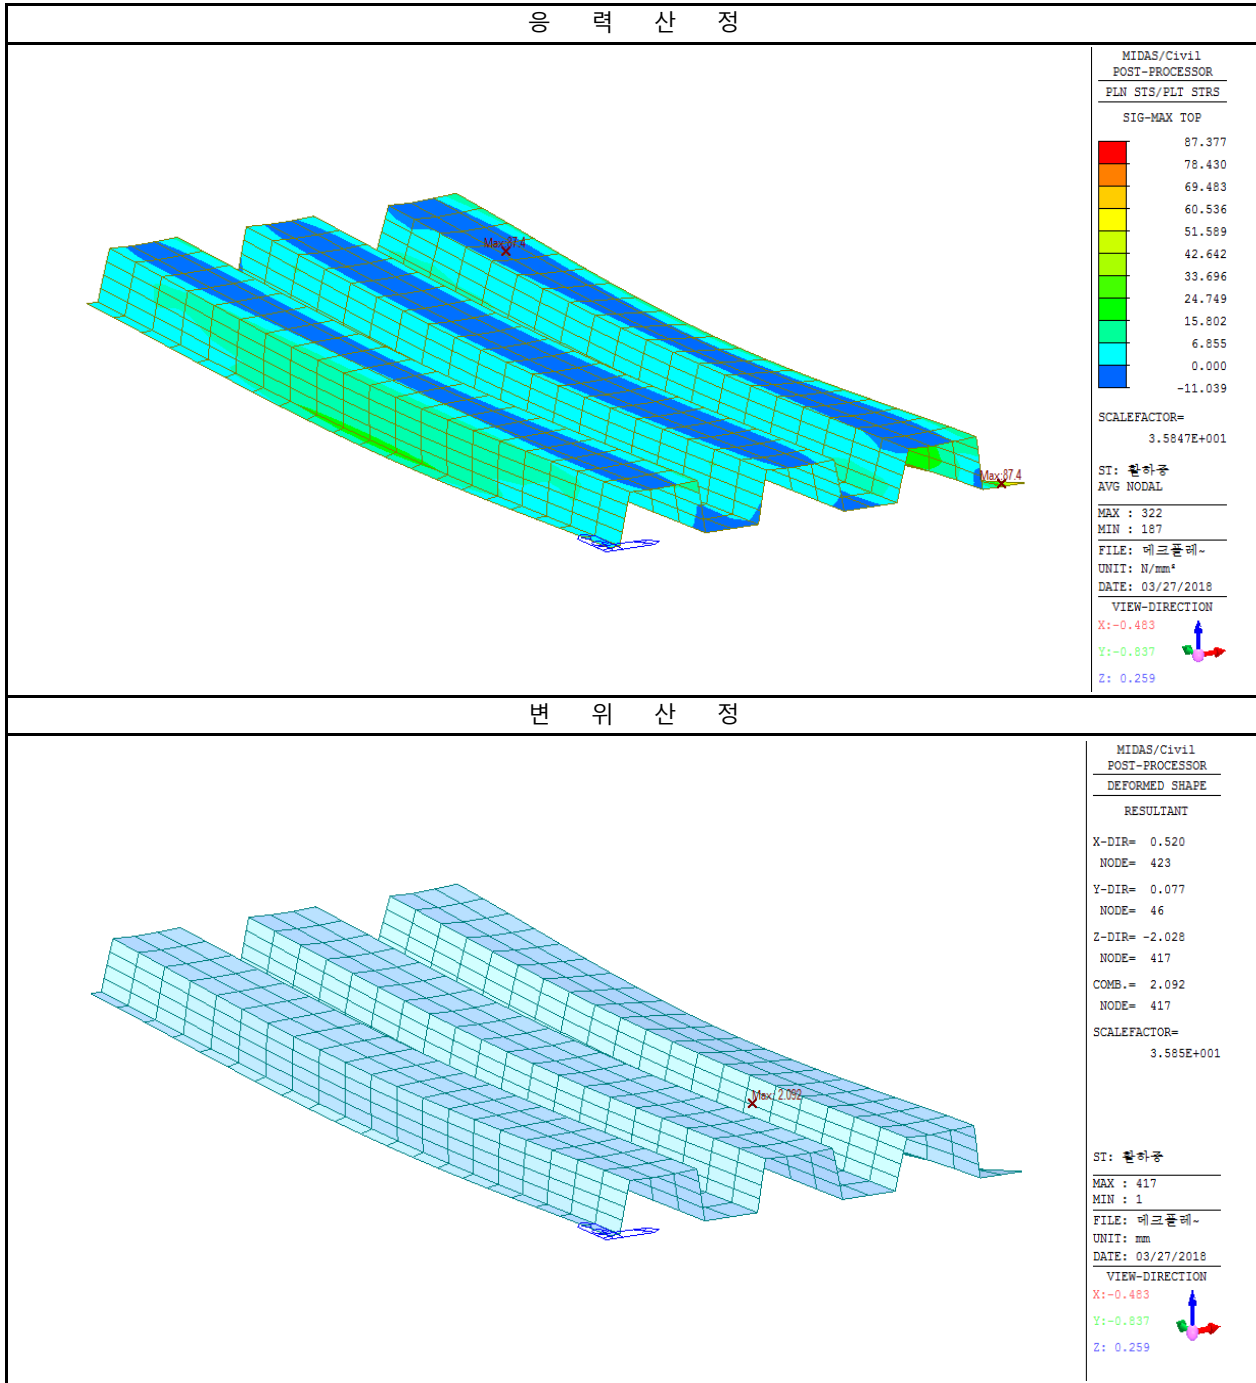 응 력 산 정
MIDAS/Civil
POST-PROCESSOR
PLN STS/PLT STRS
SIG-MAX TOP
87.377
78.430
69.483
60.536
51.589
42.642
33.696
24.749
15.802
6.855
0.000
-11.039
SCALEFACTOR=
3.5847E+001
ST: 활하중
AVG NODAL
MAX : 322
MIN : 187
FILE: 데크플레~
UNIT: N/mm²
DATE: 03/27/2018
VIEW-DIRECTION
X:-0.483
Y:-0.837
Z: 0.259
Max:87.4
Max:87.4
변 위 산 정
MIDAS/Civil
POST-PROCESSOR
DEFORMED SHAPE
RESULTANT
X-DIR= 0.520
NODE= 423
Y-DIR= 0.077
NODE= 46
Z-DIR= -2.028
NODE= 417
COMB.= 2.092
NODE= 417
SCALEFACTOR=
3.585E+001
ST: 활하중
MAX : 417
MIN : 1
FILE: 데크플레~
UNIT: mm
DATE: 03/27/2018
VIEW-DIRECTION
X:-0.483
Y:-0.837
Z: 0.259
Max: 2.092